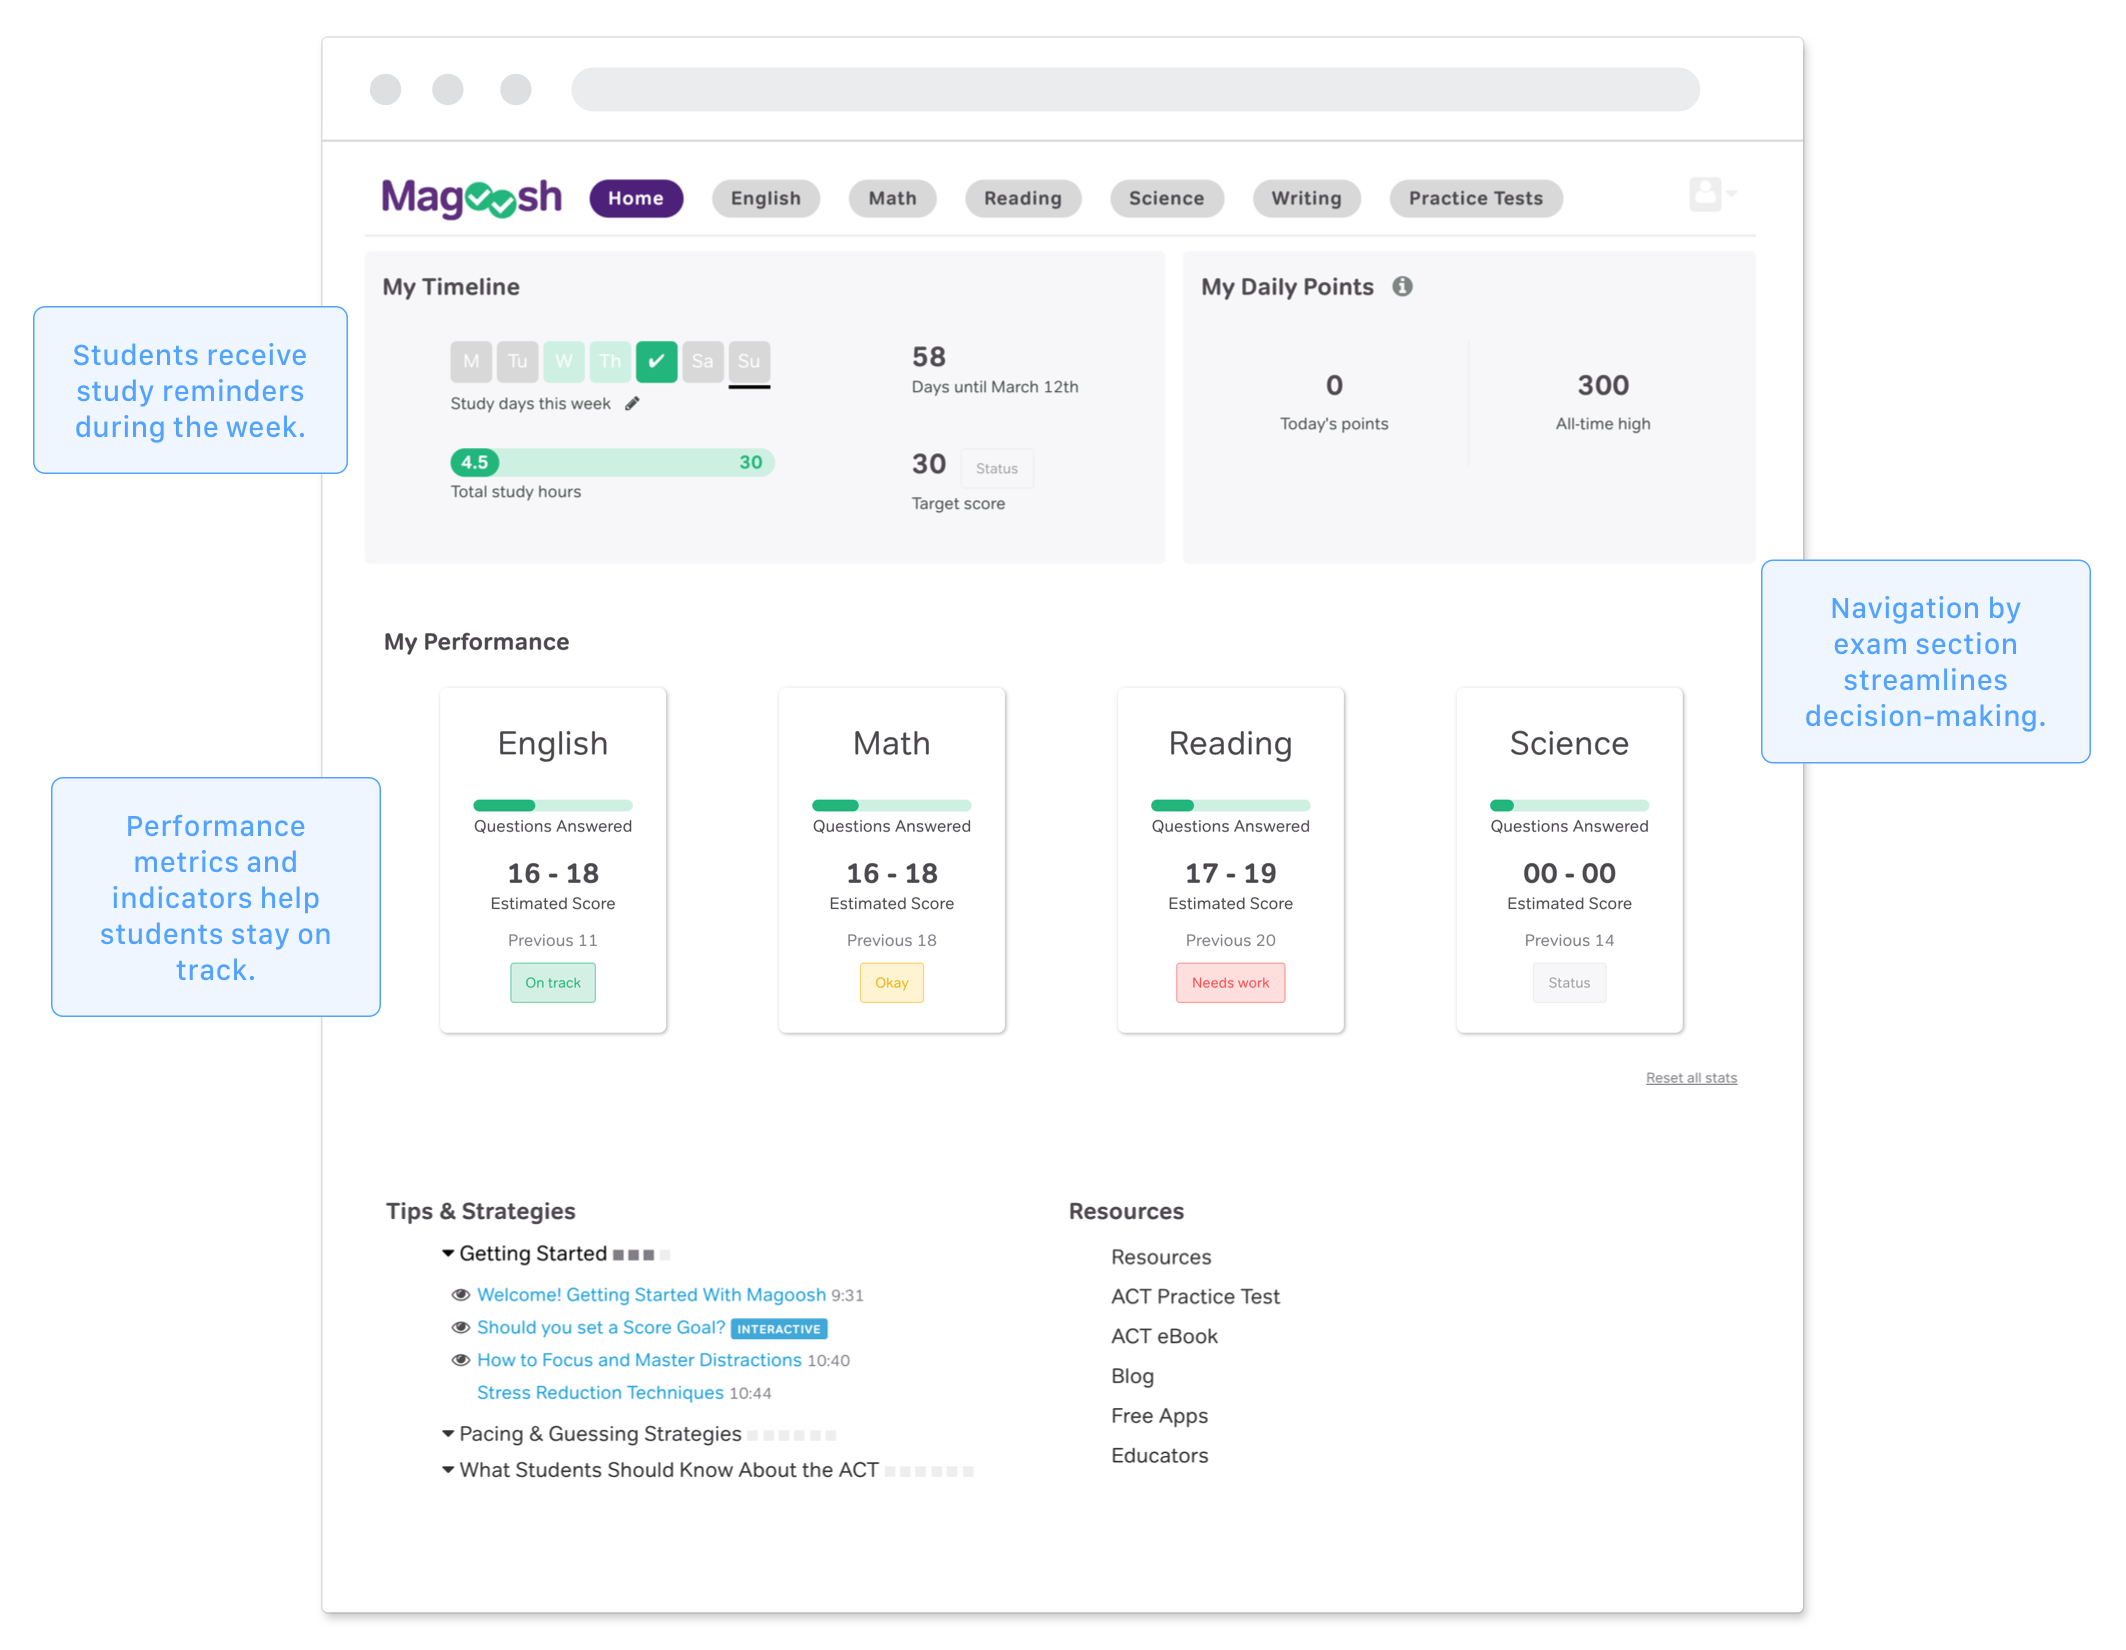 Magoosh
Home
English
Math
Reading
Science
Writing
Practice Tests
My Timeline
M Tu W Th Sa Su
Study days this week
4.5 30
Total study hours
58
Days until March 12th
30 Status
Target score
My Daily Points
0
Today's points
300
All-time high
Students receive
study reminders
during the week.
Navigation by
exam section
streamlines
decision-making.
My Performance
English
Questions Answered
16 - 18
Estimated Score
Previous 11
On track
Math
Questions Answered
16 - 18
Estimated Score
Previous 18
Okay
Reading
Questions Answered
17 - 19
Estimated Score
Previous 20
Needs work
Science
Questions Answered
00 - 00
Estimated Score
Previous 14
Status
Performance
metrics and
indicators help
students stay on
track.
Reset all stats
Tips & Strategies
Getting Started
Welcome! Getting Started With Magoosh 9:31
Should you set a Score Goal? INTERACTIVE
How to Focus and Master Distractions 10:40
Stress Reduction Techniques 10:44
Pacing & Guessing Strategies
What Students Should Know About the ACT
Resources
Resources
ACT Practice Test
ACT eBook
Blog
Free Apps
Educators